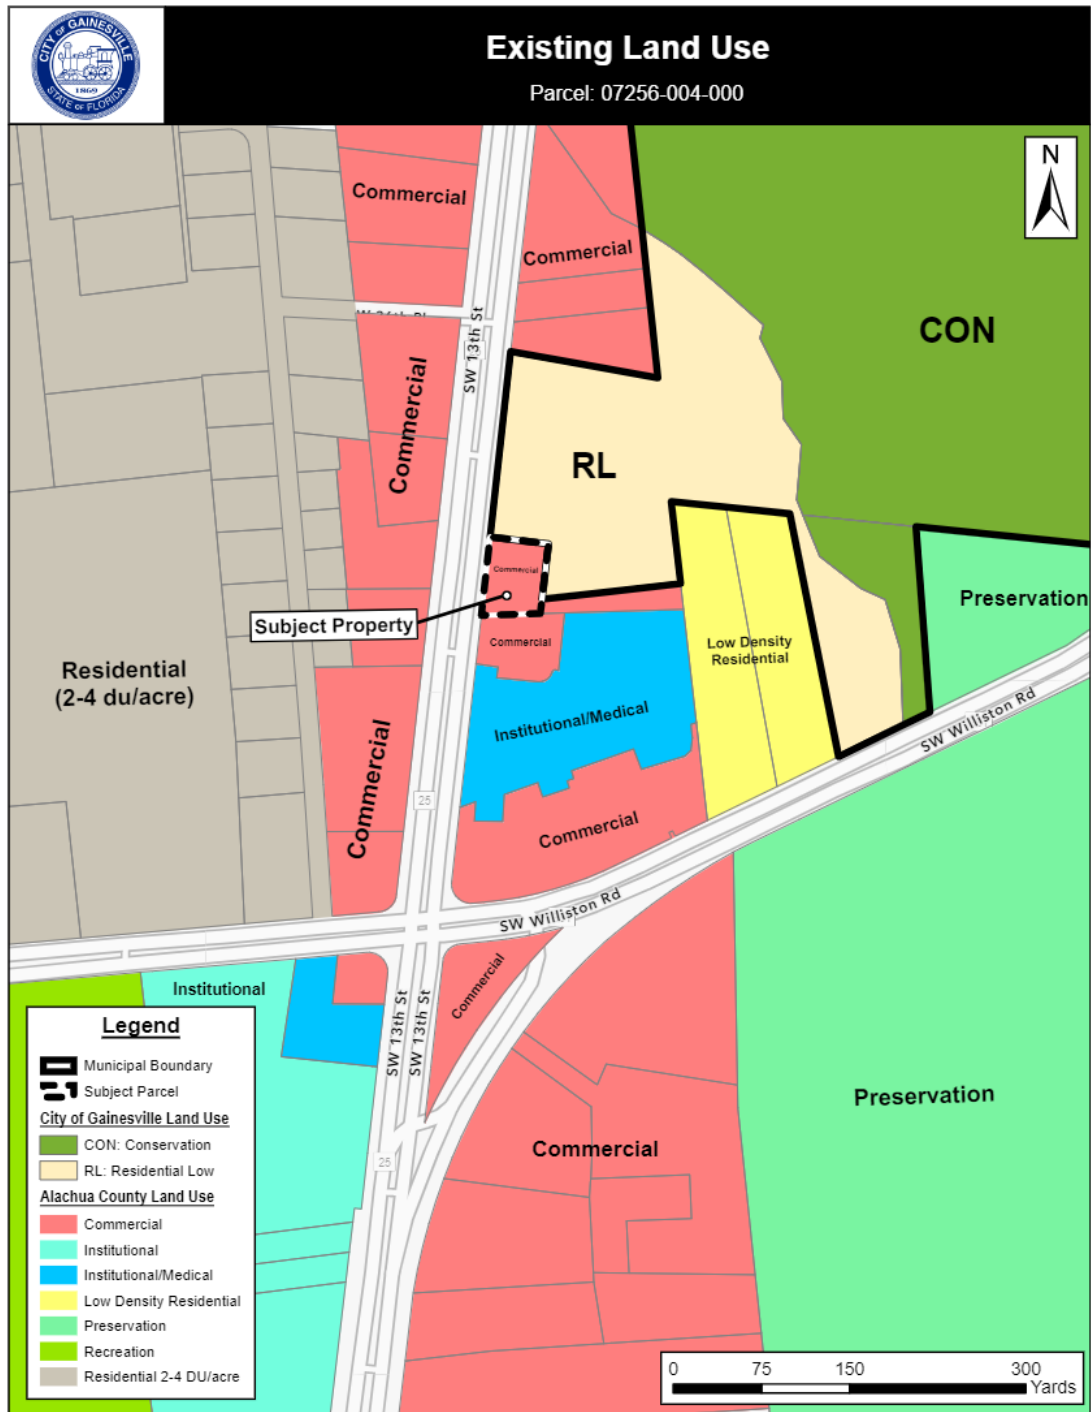 CITY OF GAINESVILLE
1869
STATE OF FLORIDA
Existing Land Use
Parcel: 07256-004-000
N
Commercial
Commercial
SW 13th St
CON
Commercial
RL
Commercial
Preservation
Subject Property
Commercial
Low Density
Residential
Residential
(2-4 du/acre)
Institutional/Medical
SW Williston Rd
Commercial
25
Commercial
SW Williston Rd
Institutional
Commercial
SW 13th St
SW 13th St
Preservation
Commercial
25
Legend
Municipal Boundary
Subject Parcel
City of Gainesville Land Use
CON: Conservation
RL: Residential Low
Alachua County Land Use
Commercial
Institutional
Institutional/Medical
Low Density Residential
Preservation
Recreation
Residential 2-4 DU/acre
0 75 150 300
Yards